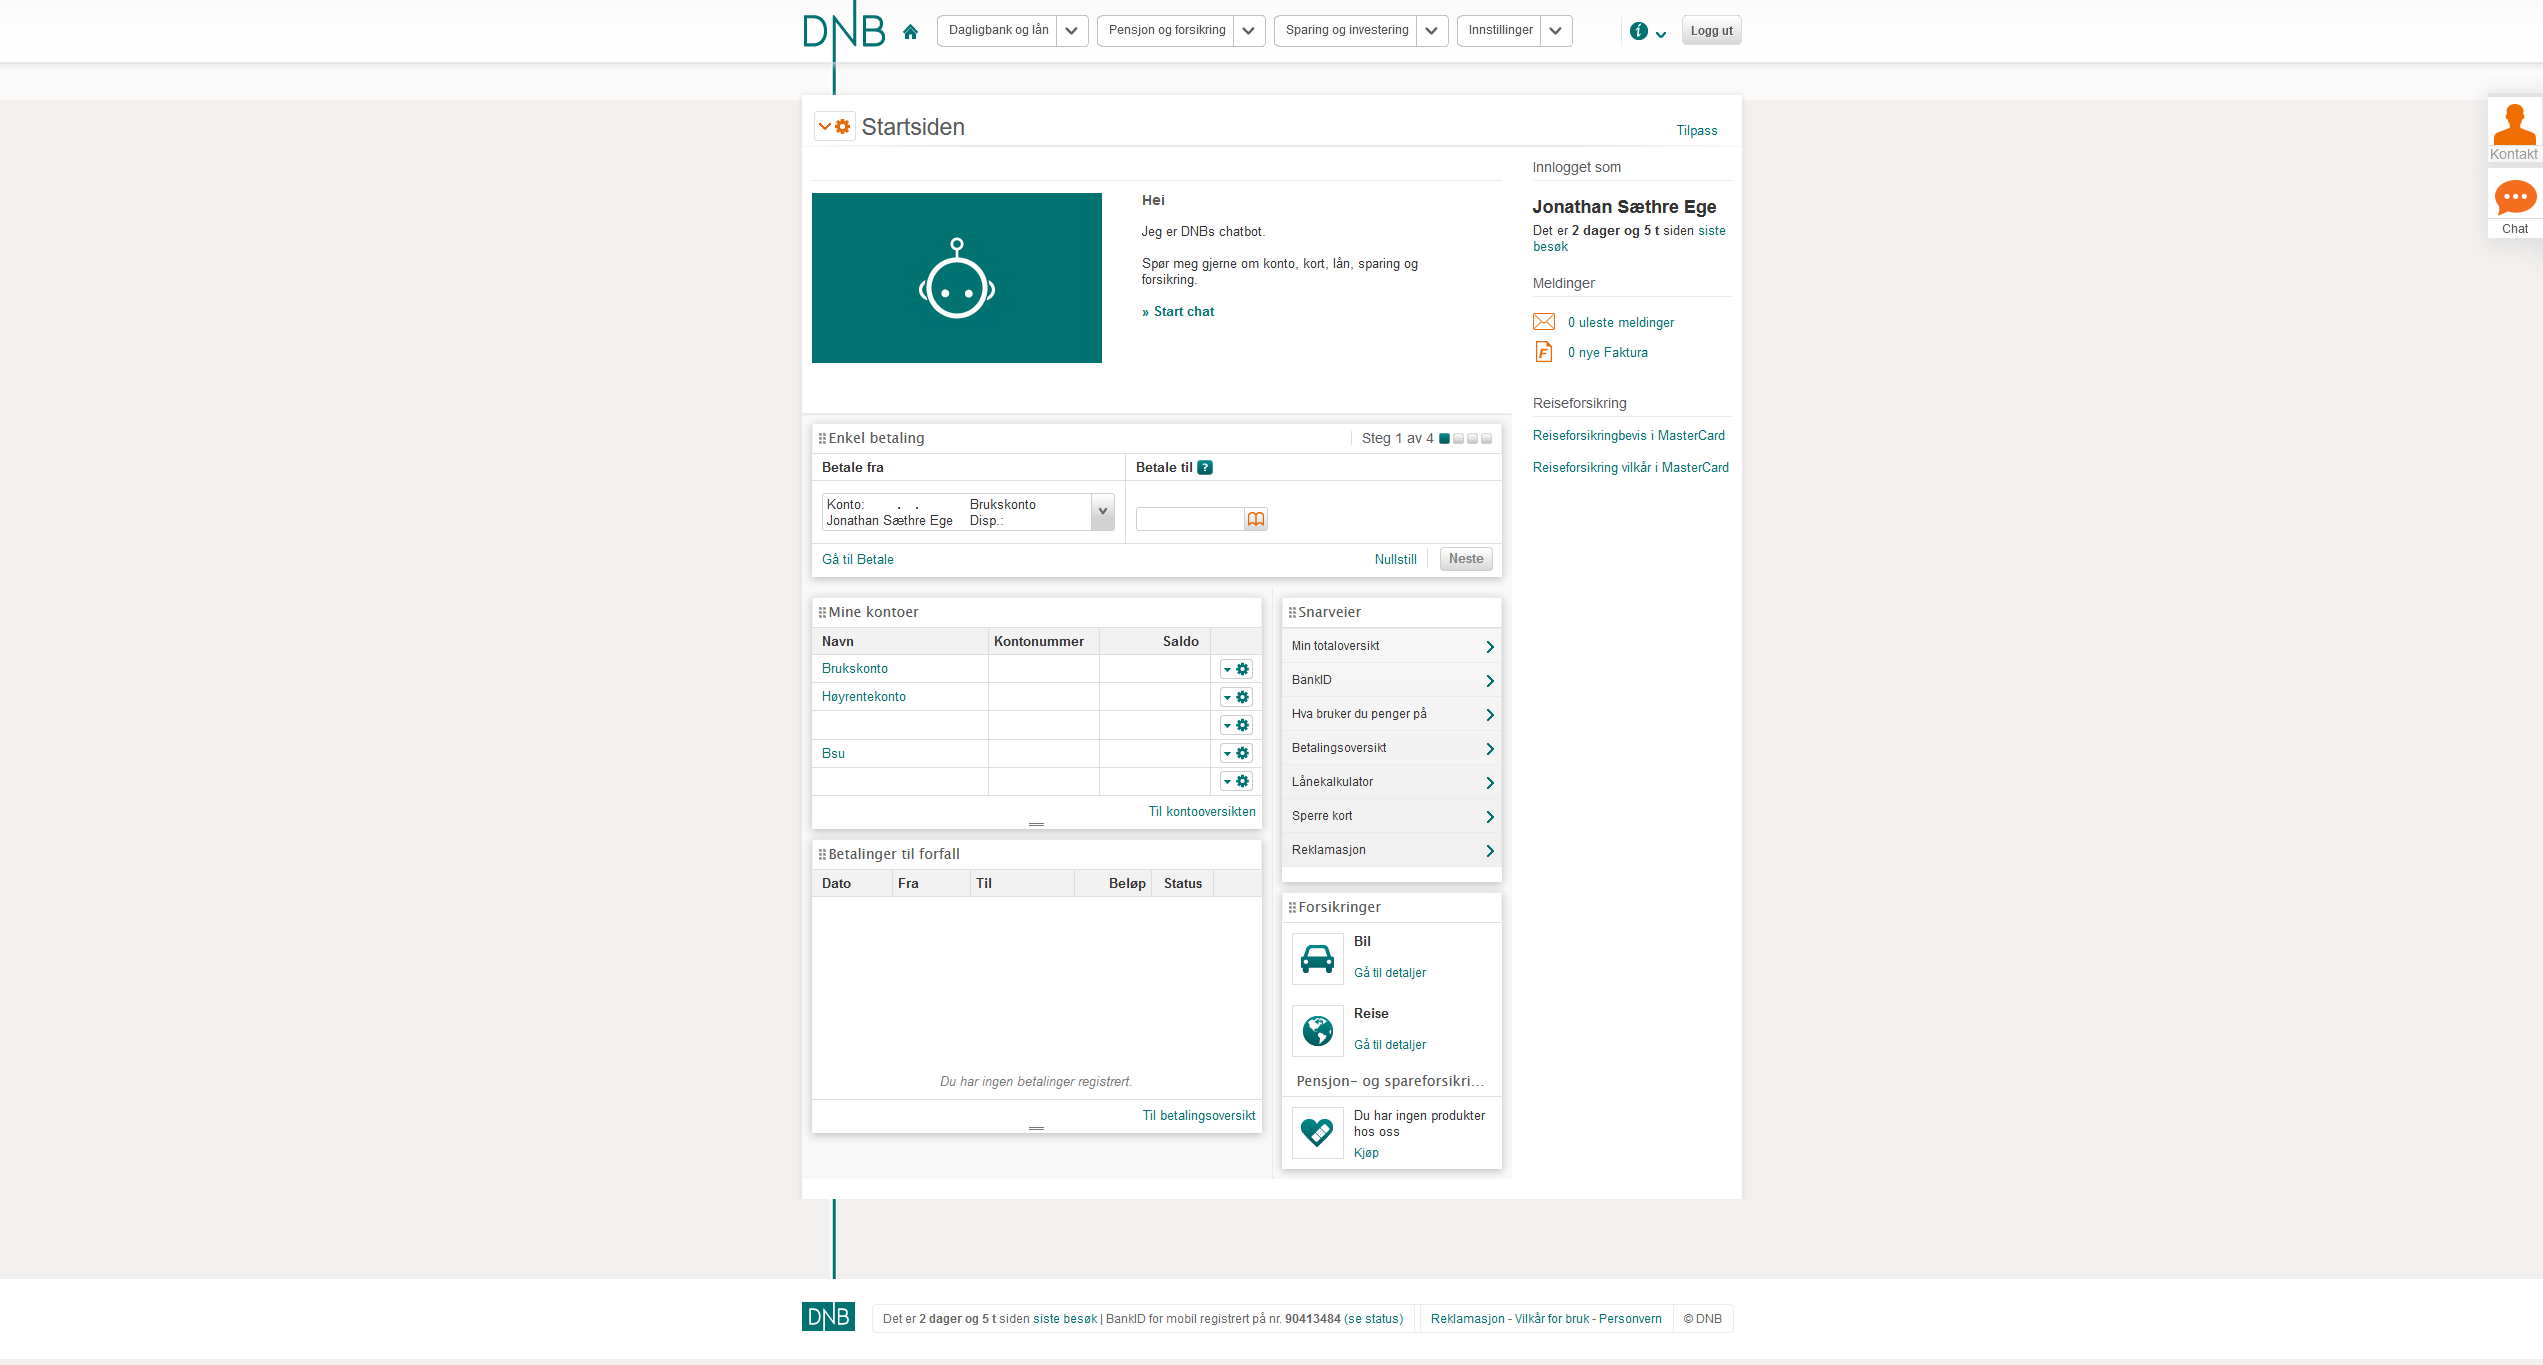 DNB
Dagligbank og lån
Pensjon og forsikring
Sparing og investering
Innstillinger
i
Logg ut
Startsiden
Tilpass
Kontakt
Chat
Hei
Jeg er DNBs chatbot.
Spør meg gjerne om konto, kort, lån, sparing og
forsikring.
» Start chat
Innlogget som
Jonathan Sæthre Ege
Det er 2 dager og 5 t siden siste
besøk
Meldinger
0 uleste meldinger
F
0 nye Faktura
Reiseforsikring
Reiseforsikringbevis i MasterCard
Reiseforsikring vilkår i MasterCard
Enkel betaling
Steg 1 av 4
Betale fra
Betale til ?
Konto: . . Brukskonto
Jonathan Sæthre Ege Disp.:
Gå til Betale
Nullstill
Neste
Mine kontoer
Navn Kontonummer Saldo
Brukskonto
Høyrentekonto
Bsu
Til kontooversikten
Betalinger til forfall
Dato Fra Til Beløp Status
Du har ingen betalinger registrert.
Til betalingsoversikt
Snarveier
Min totaloversikt
BankID
Hva bruker du penger på
Betalingsoversikt
Lånekalkulator
Sperre kort
Reklamasjon
Forsikringer
Bil
Gå til detaljer
Reise
Gå til detaljer
Pensjon- og spareforsikri...
Du har ingen produkter
hos oss
Kjøp
DNB
Det er 2 dager og 5 t siden siste besøk | BankID for mobil registrert på nr. 90413484 (se status)
Reklamasjon - Vilkår for bruk - Personvern
© DNB